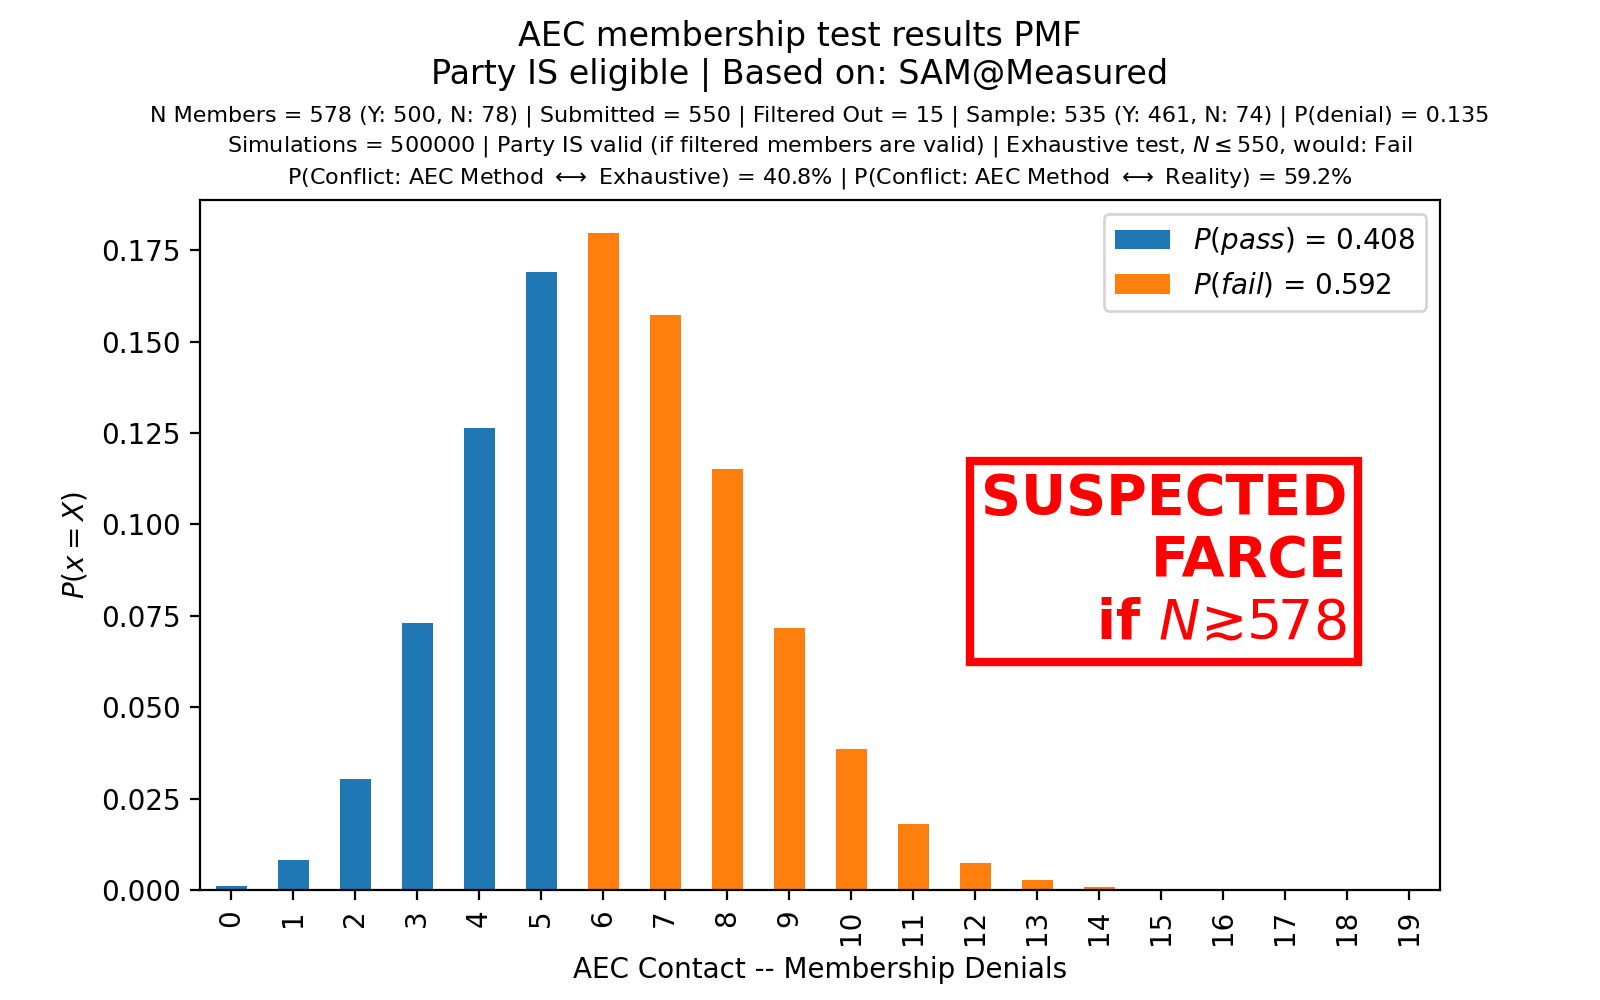 AEC membership test results PMF
Party IS eligible | Based on: SAM@Measured
N Members = 578 (Y: 500, N: 78) | Submitted = 550 | Filtered Out = 15 | Sample: 535 (Y: 461, N: 74) | P(denial) = 0.135
Simulations = 500000 | Party IS valid (if filtered members are valid) | Exhaustive test, N ≤ 550, would: Fail
P(Conflict: AEC Method ⟷ Exhaustive) = 40.8% | P(Conflict: AEC Method ⟷ Reality) = 59.2%
P(pass) = 0.408
P(fail) = 0.592
0.175
0.150
0.125
0.100
0.075
0.050
0.025
0.000
P(x = X)
SUSPECTED
FARCE
if N≳578
0 1 2 3 4 5 6 7 8 9 10 11 12 13 14 15 16 17 18 19
AEC Contact -- Membership Denials